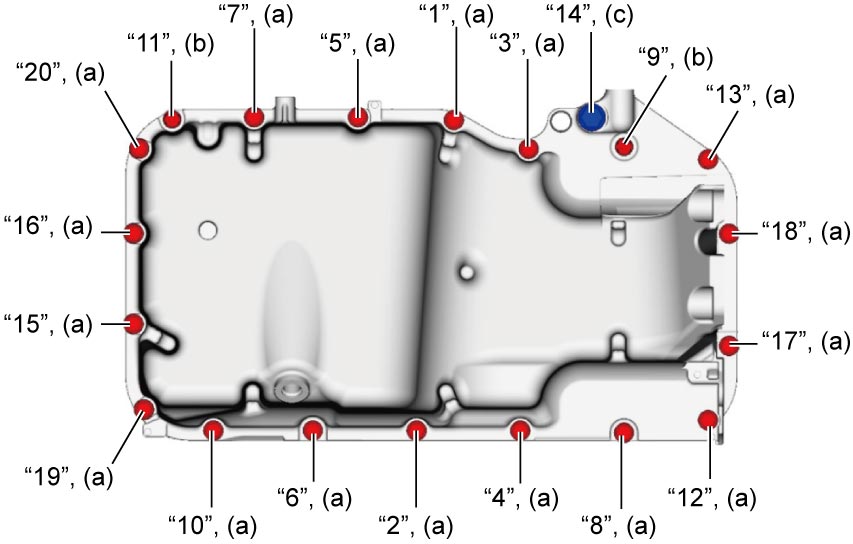 “7”, (a)
“1”, (a)
“14”, (c)
“11”, (b)
“5”, (a)
“3”, (a)
“9”, (b)
“20”, (a)
“13”, (a)
“16”, (a)
“18”, (a)
“15”, (a)
“17”, (a)
“19”, (a)
“6”, (a)
“4”, (a)
“12”, (a)
“10”, (a)
“2”, (a)
“8”, (a)